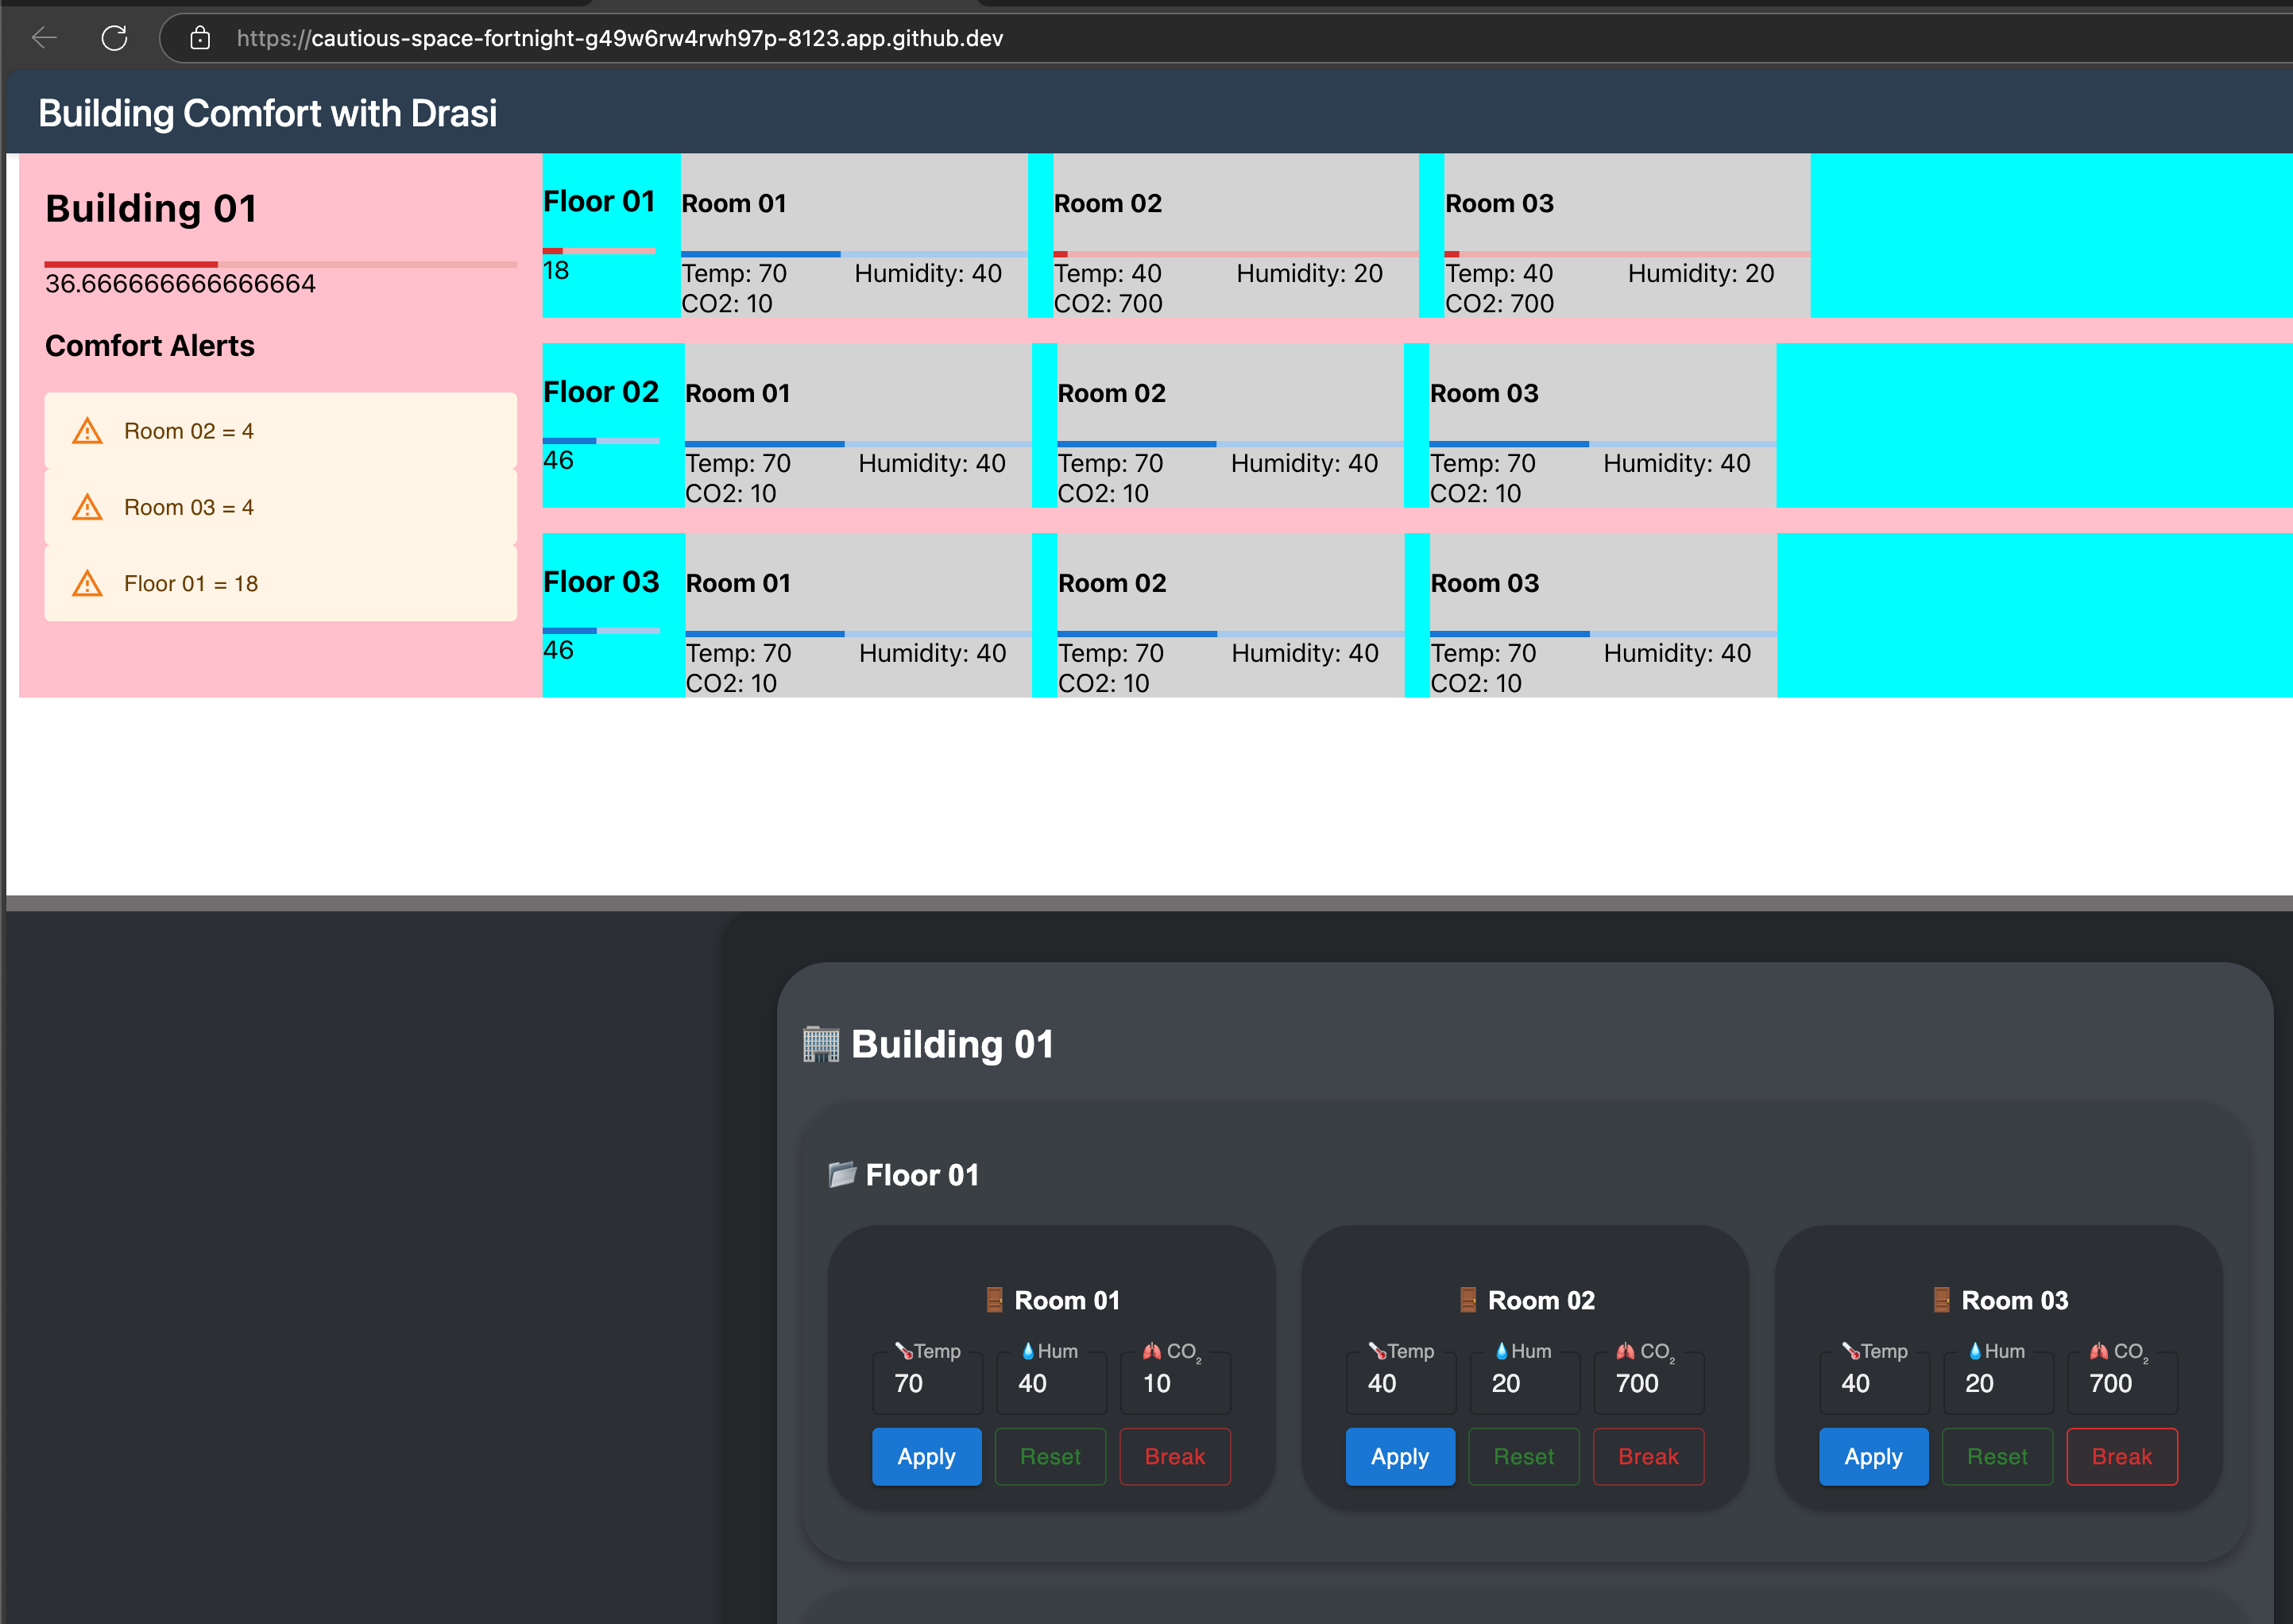 https://cautious-space-fortnight-g49w6rw4rwh97p-8123.app.github.dev
Building Comfort with Drasi
Building 01
36.666666666666664
Comfort Alerts
Room 02 = 4
Room 03 = 4
Floor 01 = 18
Floor 01
18
Room 01
Temp: 70 Humidity: 40
CO2: 10
Room 02
Temp: 40 Humidity: 20
CO2: 700
Room 03
Temp: 40 Humidity: 20
CO2: 700
Floor 02
46
Room 01
Temp: 70 Humidity: 40
CO2: 10
Room 02
Temp: 70 Humidity: 40
CO2: 10
Room 03
Temp: 70 Humidity: 40
CO2: 10
Floor 03
46
Room 01
Temp: 70 Humidity: 40
CO2: 10
Room 02
Temp: 70 Humidity: 40
CO2: 10
Room 03
Temp: 70 Humidity: 40
CO2: 10
Building 01
Floor 01
Room 01
Temp Hum CO₂
70 40 10
Apply Reset Break
Room 02
Temp Hum CO₂
40 20 700
Apply Reset Break
Room 03
Temp Hum CO₂
40 20 700
Apply Reset Break